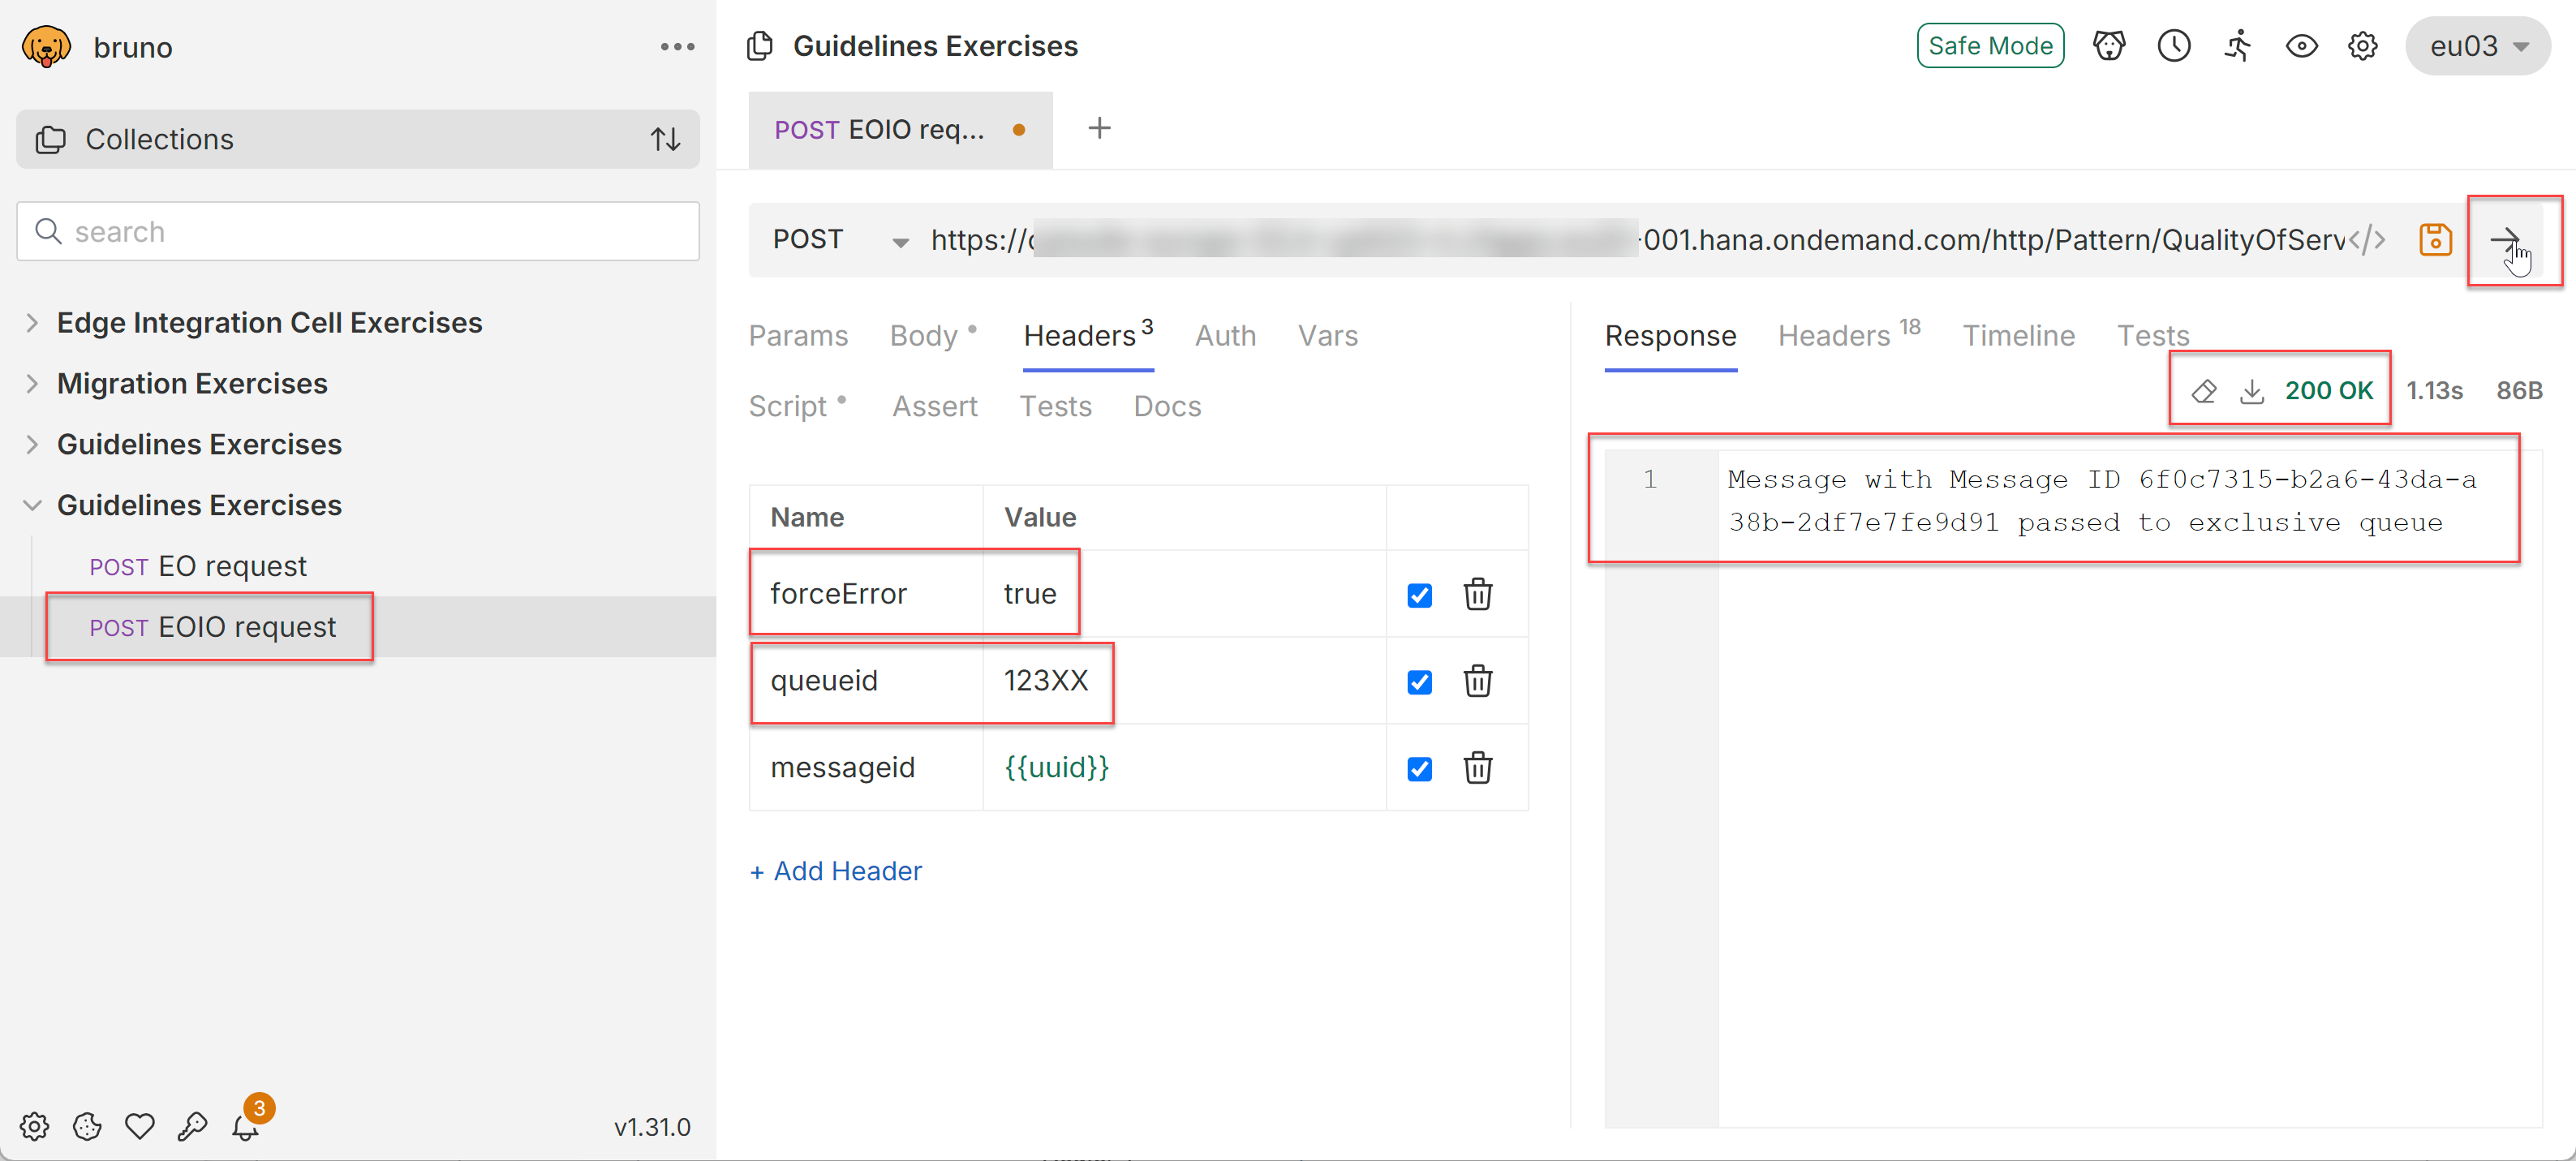 bruno
Collections
search
Edge Integration Cell Exercises
Migration Exercises
Guidelines Exercises
Guidelines Exercises
POST EO request
POST EOIO request
3
v1.31.0
Guidelines Exercises
Safe Mode
eu03
POST EOIO req...
POST
https://
-001.hana.ondemand.com/http/Pattern/QualityOfServ
Params
Body
Headers 3
Auth
Vars
Script
Assert
Tests
Docs
Name Value
forceError true
queueid 123XX
messageid {{uuid}}
+ Add Header
Response
Headers 18
Timeline
Tests
200 OK 1.13s 86B
1 Message with Message ID 6f0c7315-b2a6-43da-a
38b-2df7e7fe9d91 passed to exclusive queue